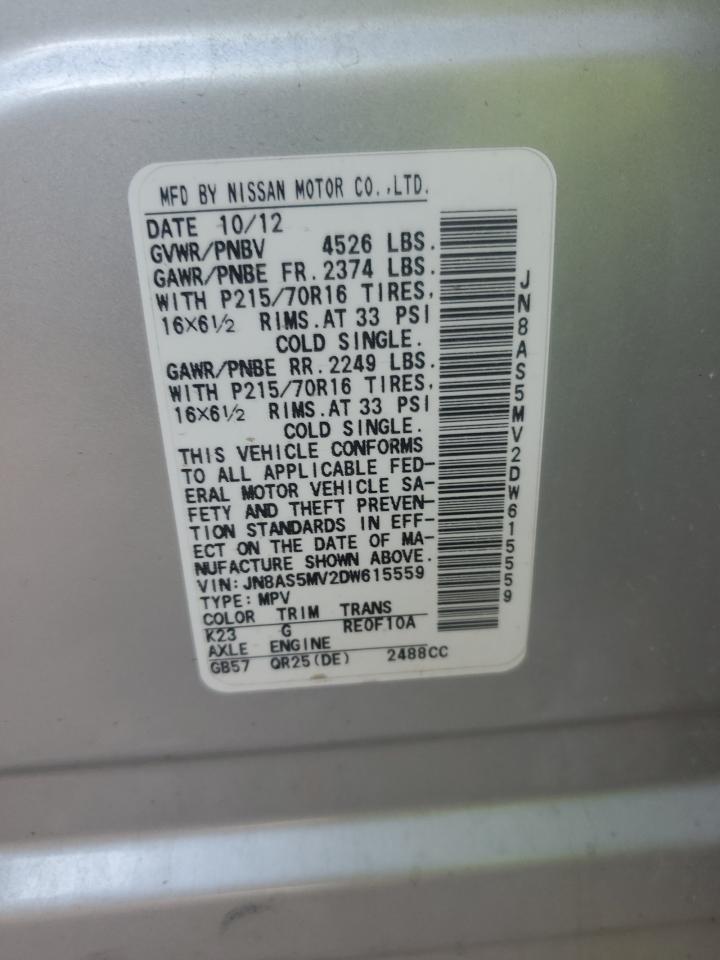 MFD BY NISSAN MOTOR CO.,LTD.
DATE 10/12
GVWR/PNBV 4526 LBS.
GAWR/PNBE FR.2374 LBS.
WITH P215/70R16 TIRES,
16X6½ RIMS.AT 33 PSI
COLD SINGLE.
GAWR/PNBE RR.2249 LBS.
WITH P215/70R16 TIRES,
16X6½ RIMS.AT 33 PSI
COLD SINGLE.
THIS VEHICLE CONFORMS
TO ALL APPLICABLE FED-
ERAL MOTOR VEHICLE SA-
FETY AND THEFT PREVEN-
TION STANDARDS IN EFF-
ECT ON THE DATE OF MA-
NUFACTURE SHOWN ABOVE.
VIN: JN8AS5MV2DW615559
TYPE: MPV
COLOR TRIM TRANS
K23 G RE0F10A
AXLE ENGINE
GB57 QR25(DE) 2488CC
JN8AS5MV2DW615559